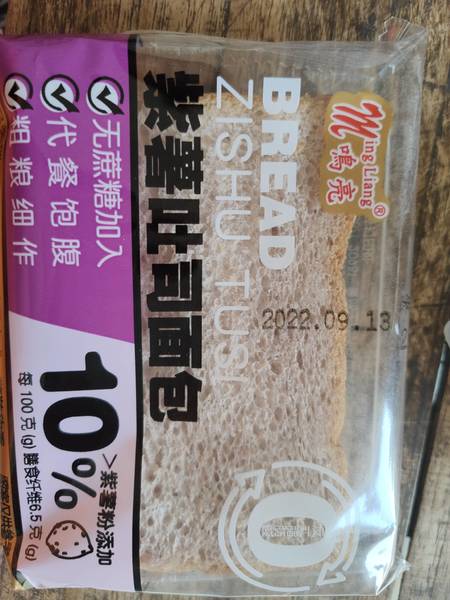 Ming Liang®
鸣亮
BREAD
ZISHU TUSI
紫薯吐司面包
无蔗糖加入
代餐饱腹
粗粮细作
2022.09.13
10%
>紫薯粉添加
每100克(g)膳食纤维6.5克(g)
0